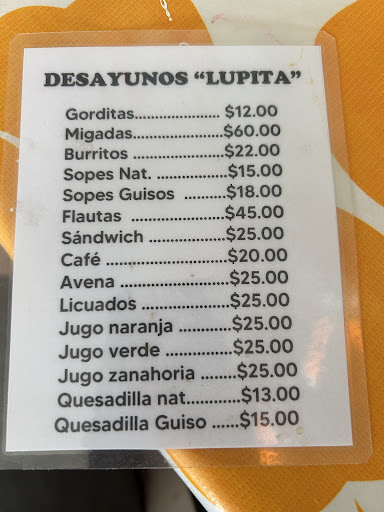 DESAYUNOS “LUPITA”
Gorditas..................... $12.00
Migadas.......................$60.00
Burritos .......................$22.00
Sopes Nat. ..................$15.00
Sopes Guisos .........$18.00
Flautas .....................$45.00
Sándwich .................$25.00
Café ...........................$20.00
Avena ........................$25.00
Licuados ...................$25.00
Jugo naranja ............$25.00
Jugo verde ...............$25.00
Jugo zanahoria ........$25.00
Quesadilla nat............$13.00
Quesadilla Guiso ......$15.00